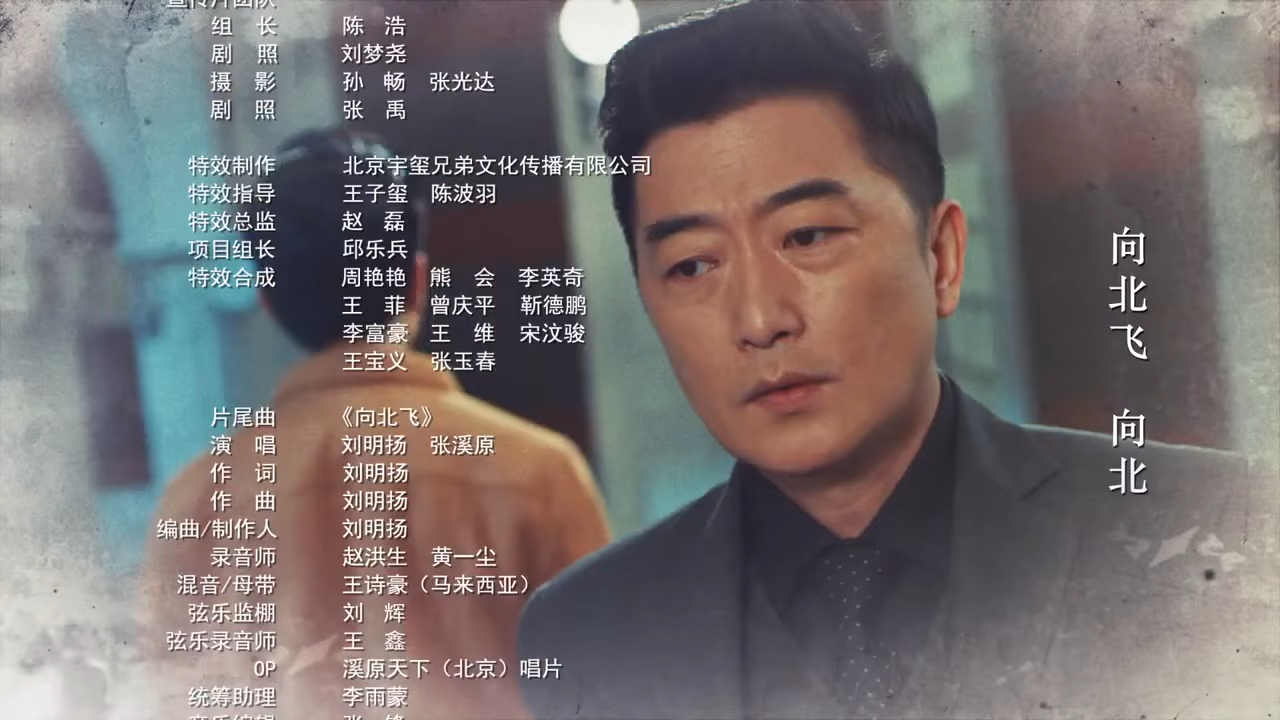 宣传片团队
组 长 陈 浩
剧 照 刘梦尧
摄 影 孙 畅 张光达
剧 照 张 禹
特效制作 北京宇玺兄弟文化传播有限公司
特效指导 王子玺 陈波羽
特效总监 赵 磊
项目组长 邱乐兵
特效合成 周艳艳 熊 会 李英奇
王 菲 曾庆平 靳德鹏
李富豪 王 维 宋汶骏
王宝义 张玉春
片尾曲 《向北飞》
演 唱 刘明扬 张溪原
作 词 刘明扬
作 曲 刘明扬
编曲/制作人 刘明扬
录音师 赵洪生 黄一尘
混音/母带 王诗豪（马来西亚）
弦乐监棚 刘 辉
弦乐录音师 王 鑫
OP 溪原天下（北京）唱片
统筹助理 李雨蒙
向北飞 向北